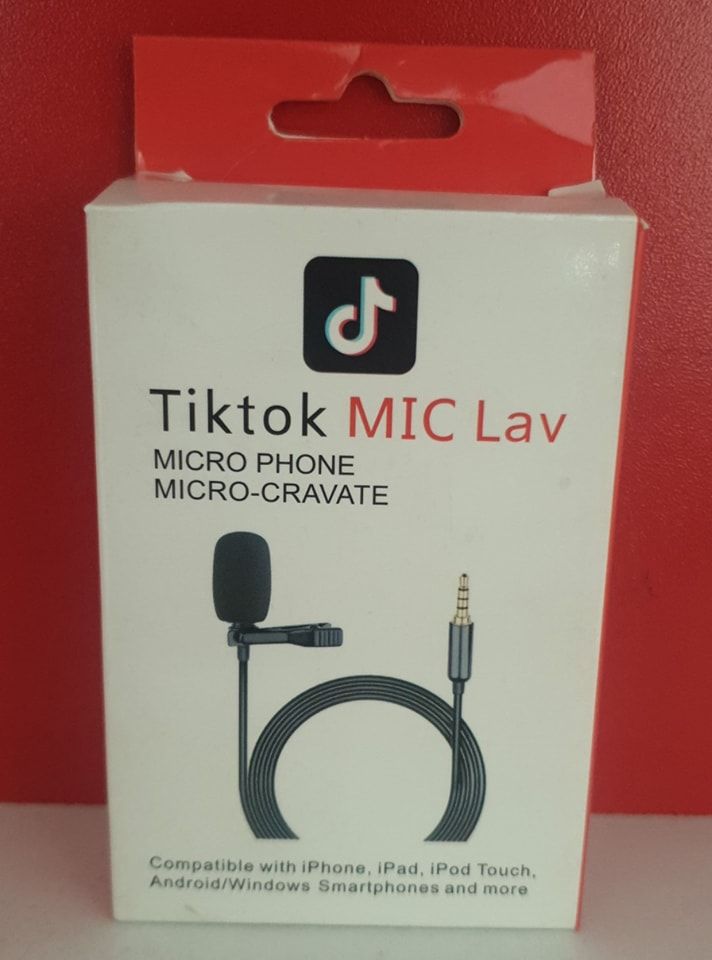 Tiktok MIC Lav
MICRO PHONE
MICRO-CRAVATE
Compatible with iPhone, iPad, iPod Touch,
Android/Windows Smartphones and more